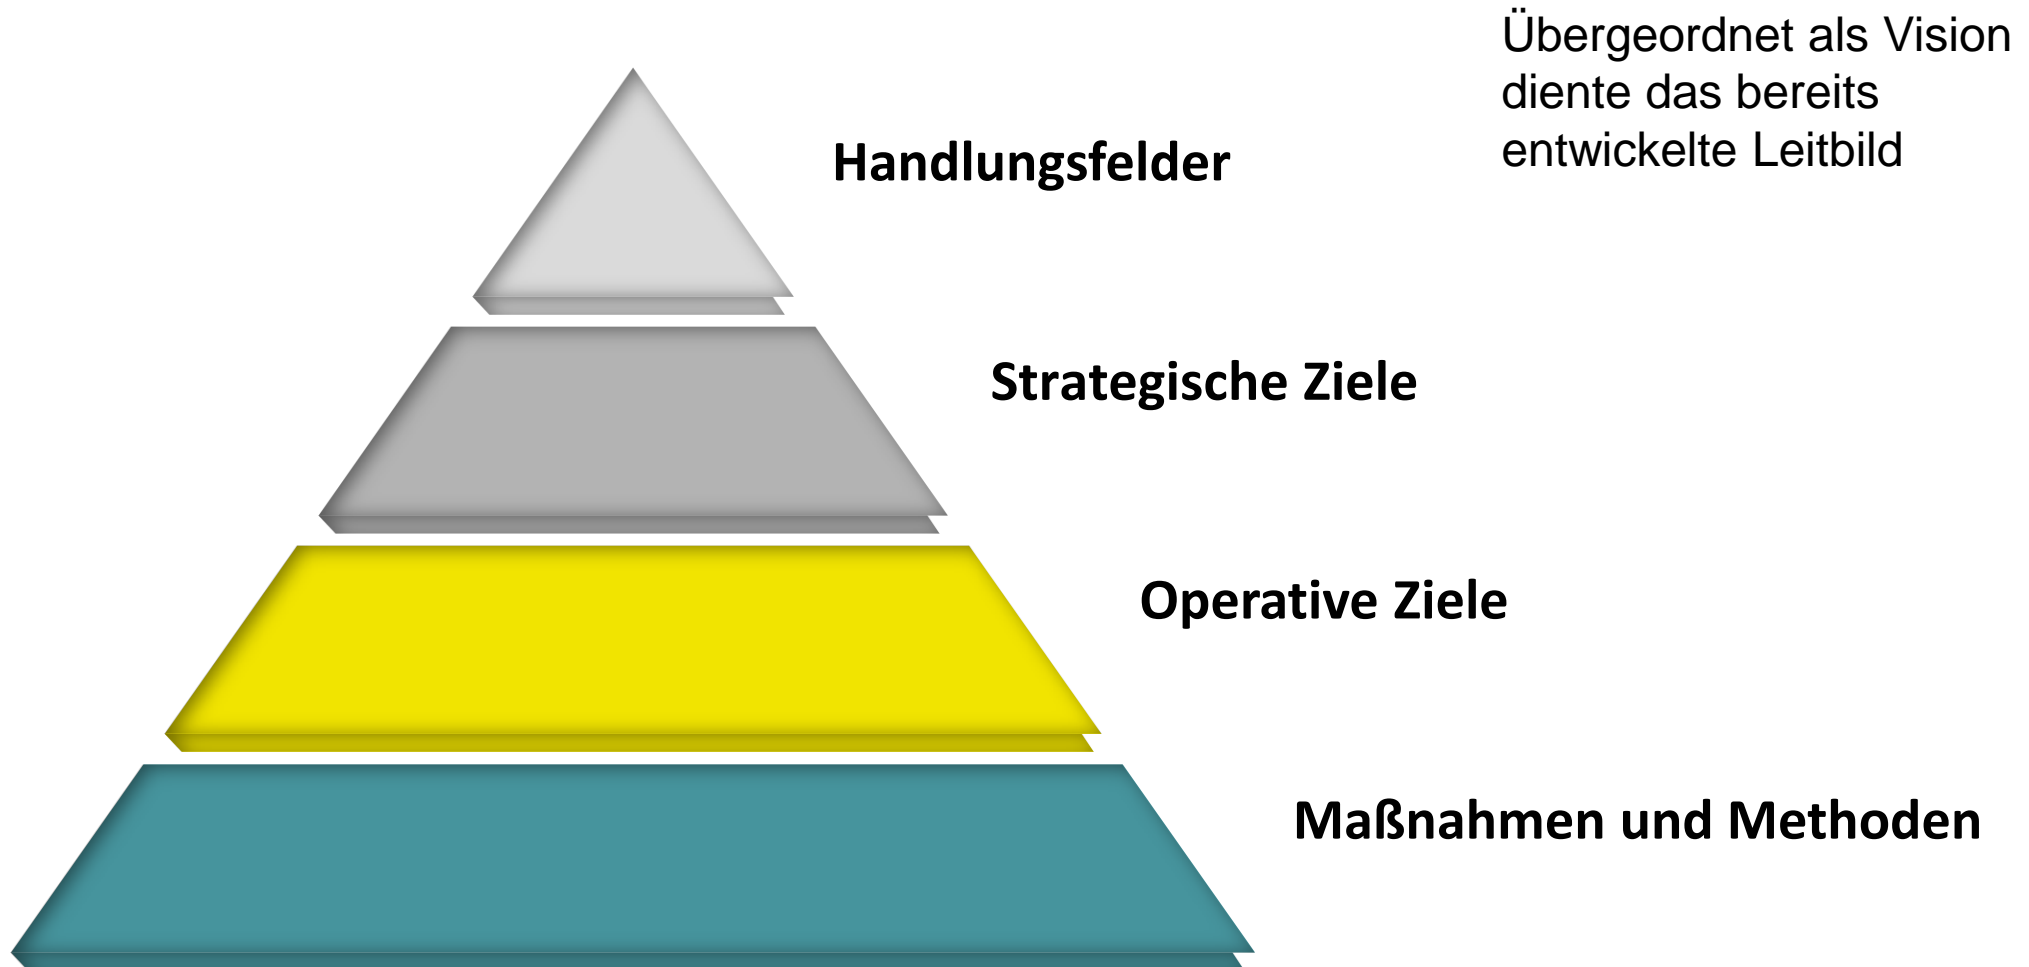 Übergeordnet als Vision
diente das bereits
entwickelte Leitbild
Handlungsfelder
Strategische Ziele
Operative Ziele
Maßnahmen und Methoden